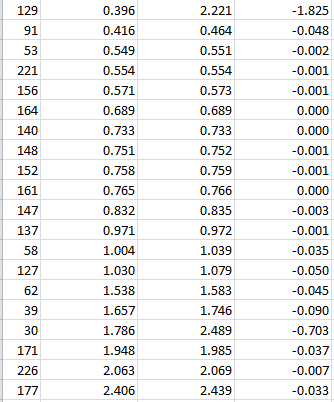 129 0.396 2.221 -1.825
91 0.416 0.464 -0.048
53 0.549 0.551 -0.002
221 0.554 0.554 -0.001
156 0.571 0.573 -0.001
164 0.689 0.689 0.000
140 0.733 0.733 0.000
148 0.751 0.752 -0.001
152 0.758 0.759 -0.001
161 0.765 0.766 0.000
147 0.832 0.835 -0.003
137 0.971 0.972 -0.001
58 1.004 1.039 -0.035
127 1.030 1.079 -0.050
62 1.538 1.583 -0.045
39 1.657 1.746 -0.090
30 1.786 2.489 -0.703
171 1.948 1.985 -0.037
226 2.063 2.069 -0.007
177 2.406 2.439 -0.033